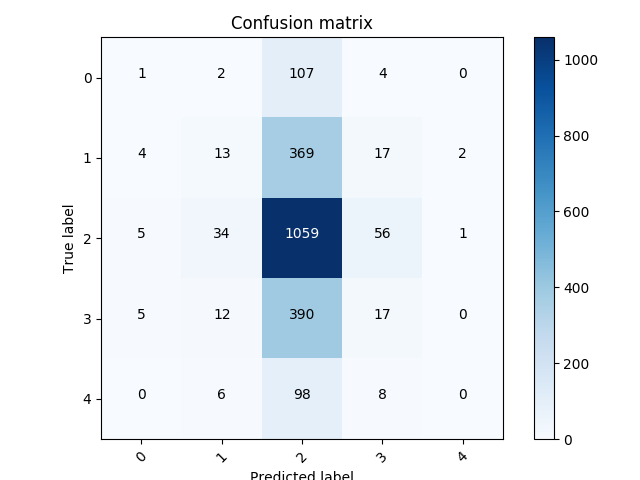 Confusion matrix
True label
0 1 2 107 4 0
1 4 13 369 17 2
2 5 34 1059 56 1
3 5 12 390 17 0
4 0 6 98 8 0
0 1 2 3 4
Predicted label
1000
800
600
400
200
0